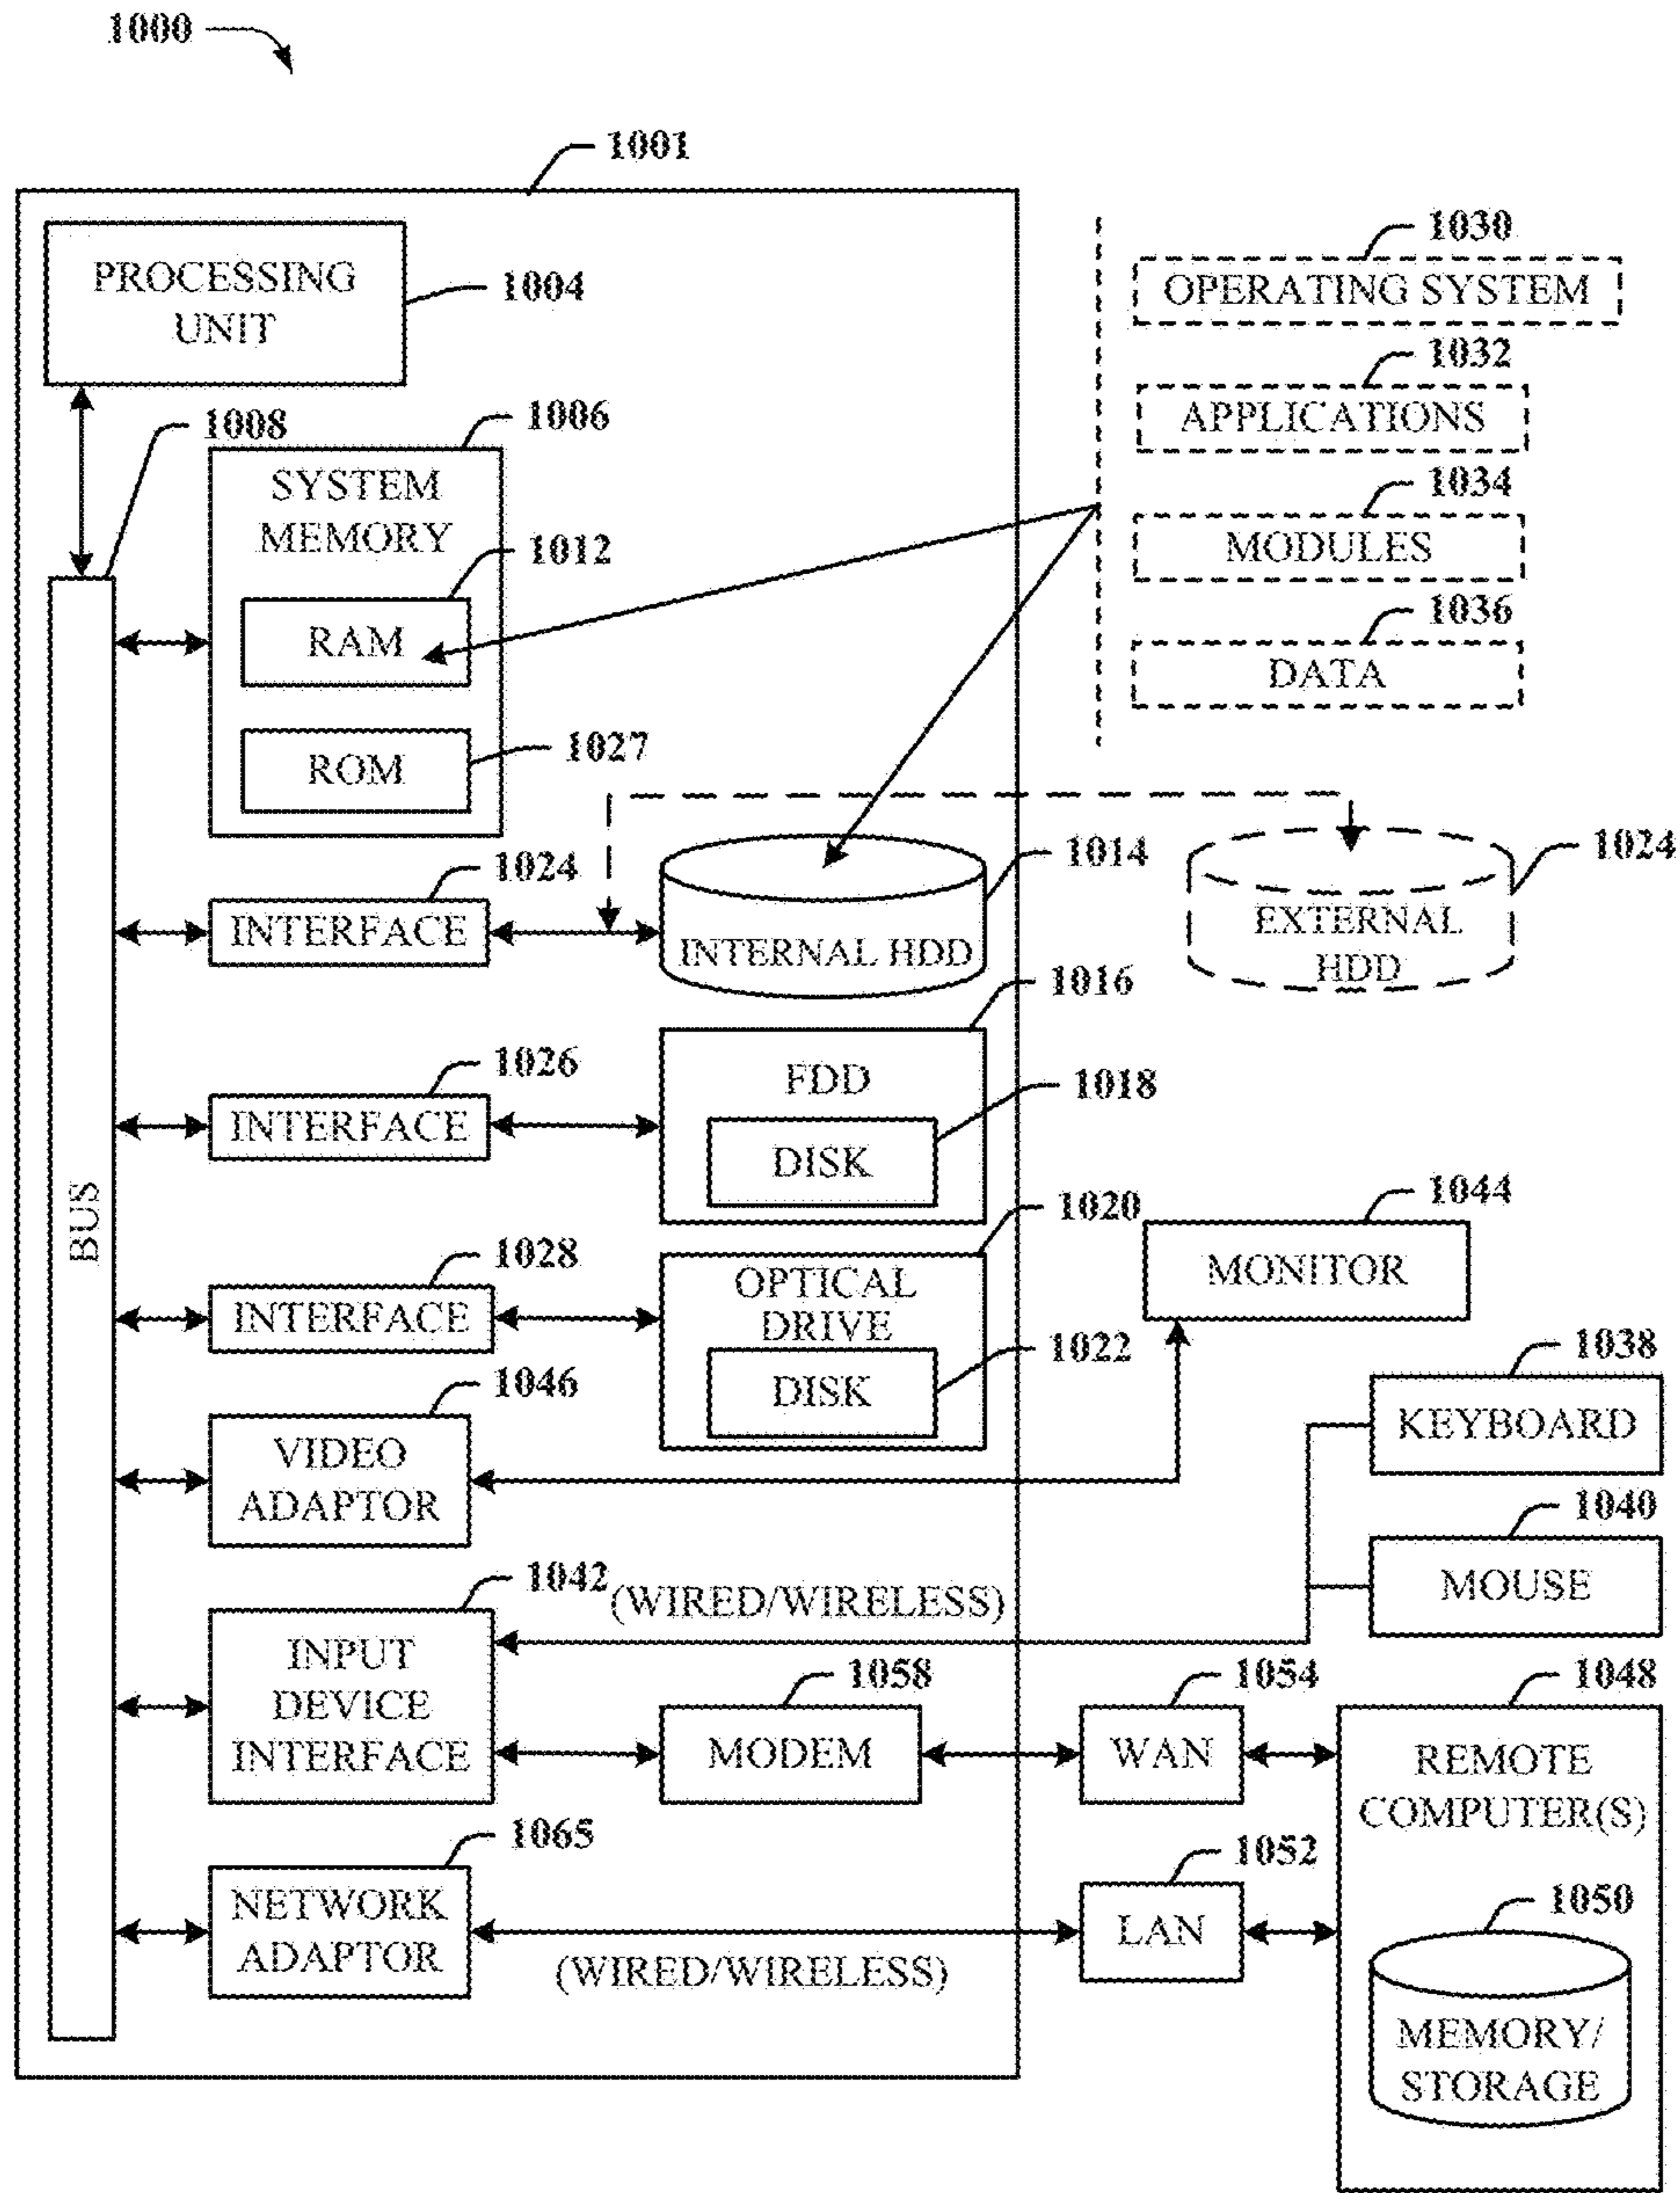 1000
1001
PROCESSING
UNIT
1004
1008
1006
SYSTEM
MEMORY
1012
RAM
ROM
1027
1030
OPERATING SYSTEM
1032
APPLICATIONS
1034
MODULES
1036
DATA
1024
INTERFACE
INTERNAL HDD
1014
EXTERNAL
HDD
1024
1026
INTERFACE
1016
FDD
1018
DISK
BUS
1028
INTERFACE
1020
OPTICAL
DRIVE
1022
DISK
1044
MONITOR
1046
VIDEO
ADAPTOR
1038
KEYBOARD
1040
MOUSE
1042
(WIRED/WIRELESS)
INPUT
DEVICE
INTERFACE
1058
MODEM
1054
WAN
1048
REMOTE
COMPUTER(S)
1065
NETWORK
ADAPTOR
(WIRED/WIRELESS)
1052
LAN
1050
MEMORY/
STORAGE